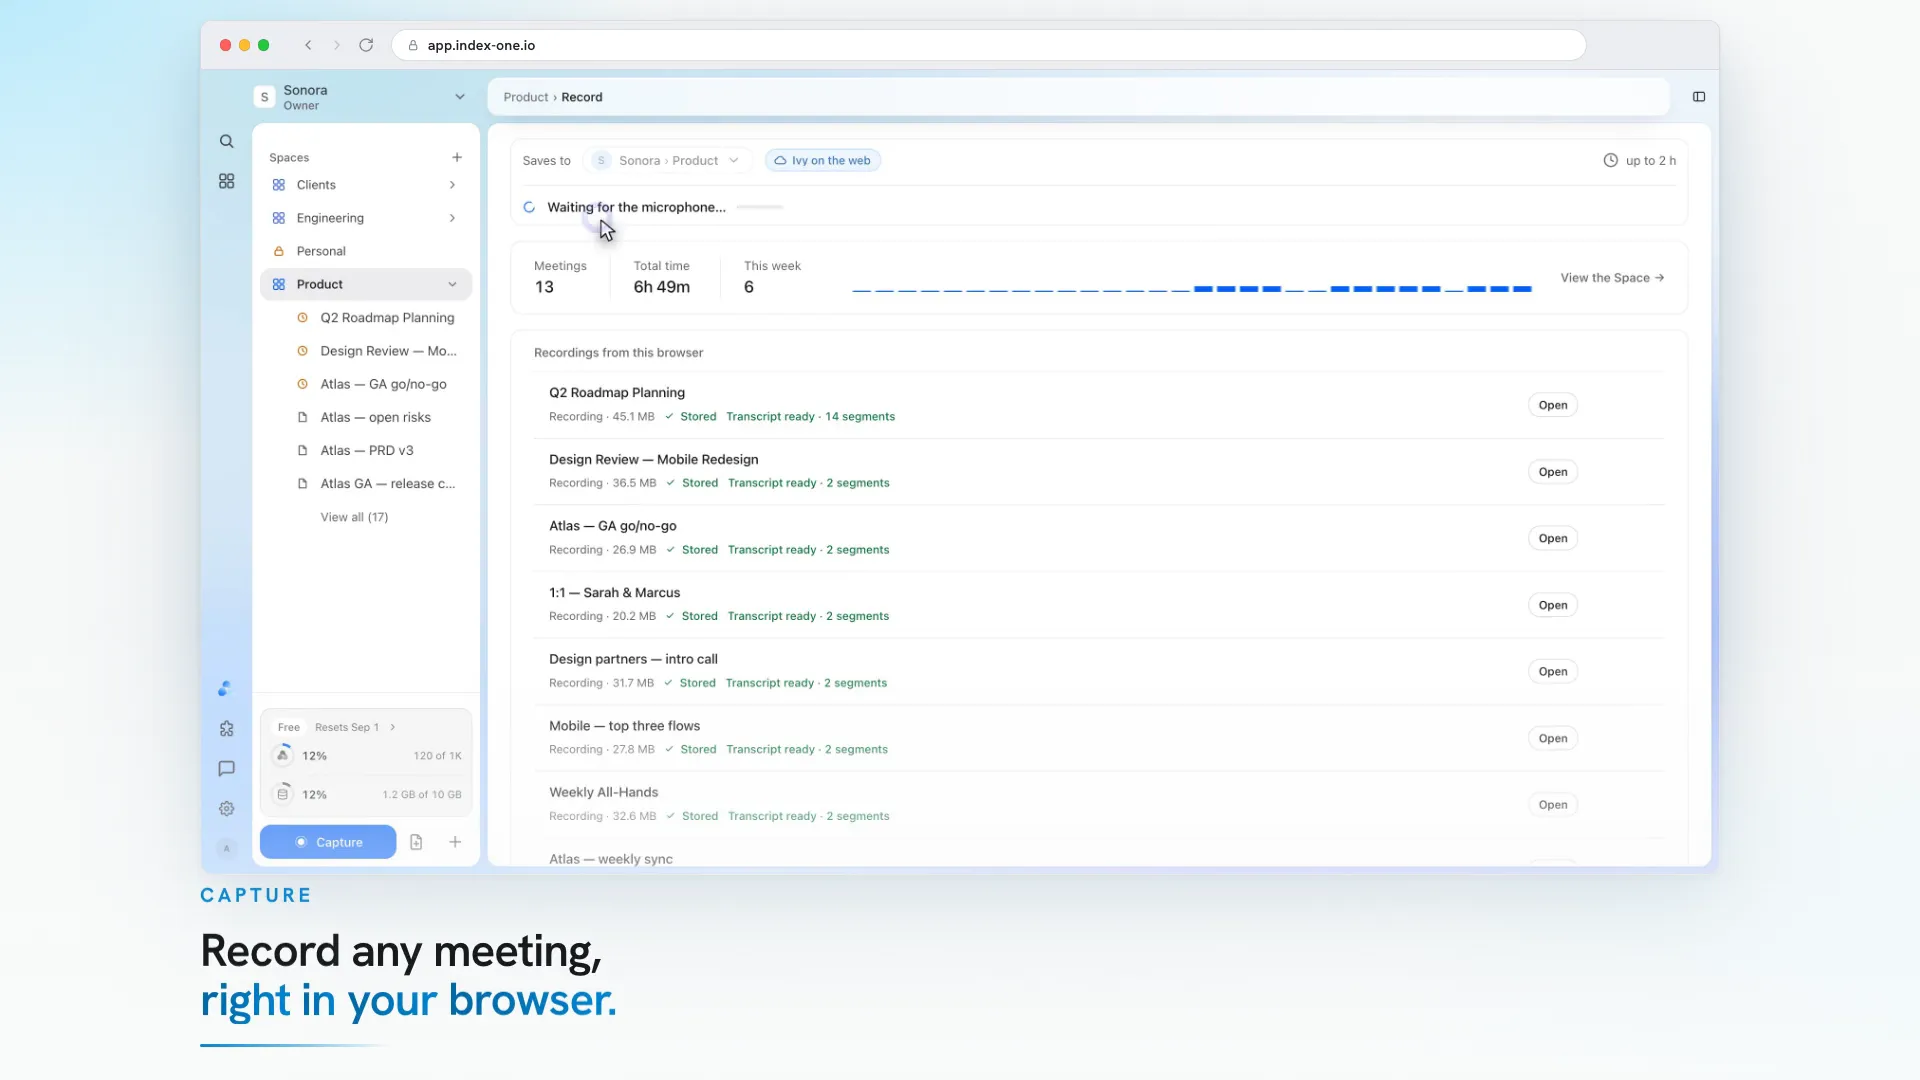 app.index-one.io
S
Sonora
Owner
Product › Record
Spaces
Clients
Engineering
Personal
Product
Q2 Roadmap Planning
Design Review — Mo...
Atlas — GA go/no-go
Atlas — open risks
Atlas — PRD v3
Atlas GA — release c...
View all (17)
Free Resets Sep 1
12% 120 of 1K
12% 1.2 GB of 10 GB
A
Capture
Saves to S Sonora › Product Ivy on the web up to 2 h
Waiting for the microphone...
Meetings
13
Total time
6h 49m
This week
6
View the Space →
Recordings from this browser
Q2 Roadmap Planning
Recording · 45.1 MB ✓ Stored Transcript ready · 14 segments
Open
Design Review — Mobile Redesign
Recording · 36.5 MB ✓ Stored Transcript ready · 2 segments
Open
Atlas — GA go/no-go
Recording · 26.9 MB ✓ Stored Transcript ready · 2 segments
Open
1:1 — Sarah & Marcus
Recording · 20.2 MB ✓ Stored Transcript ready · 2 segments
Open
Design partners — intro call
Recording · 31.7 MB ✓ Stored Transcript ready · 2 segments
Open
Mobile — top three flows
Recording · 27.8 MB ✓ Stored Transcript ready · 2 segments
Open
Weekly All-Hands
Recording · 32.6 MB ✓ Stored Transcript ready · 2 segments
Open
Atlas — weekly sync
CAPTURE
Record any meeting,
right in your browser.